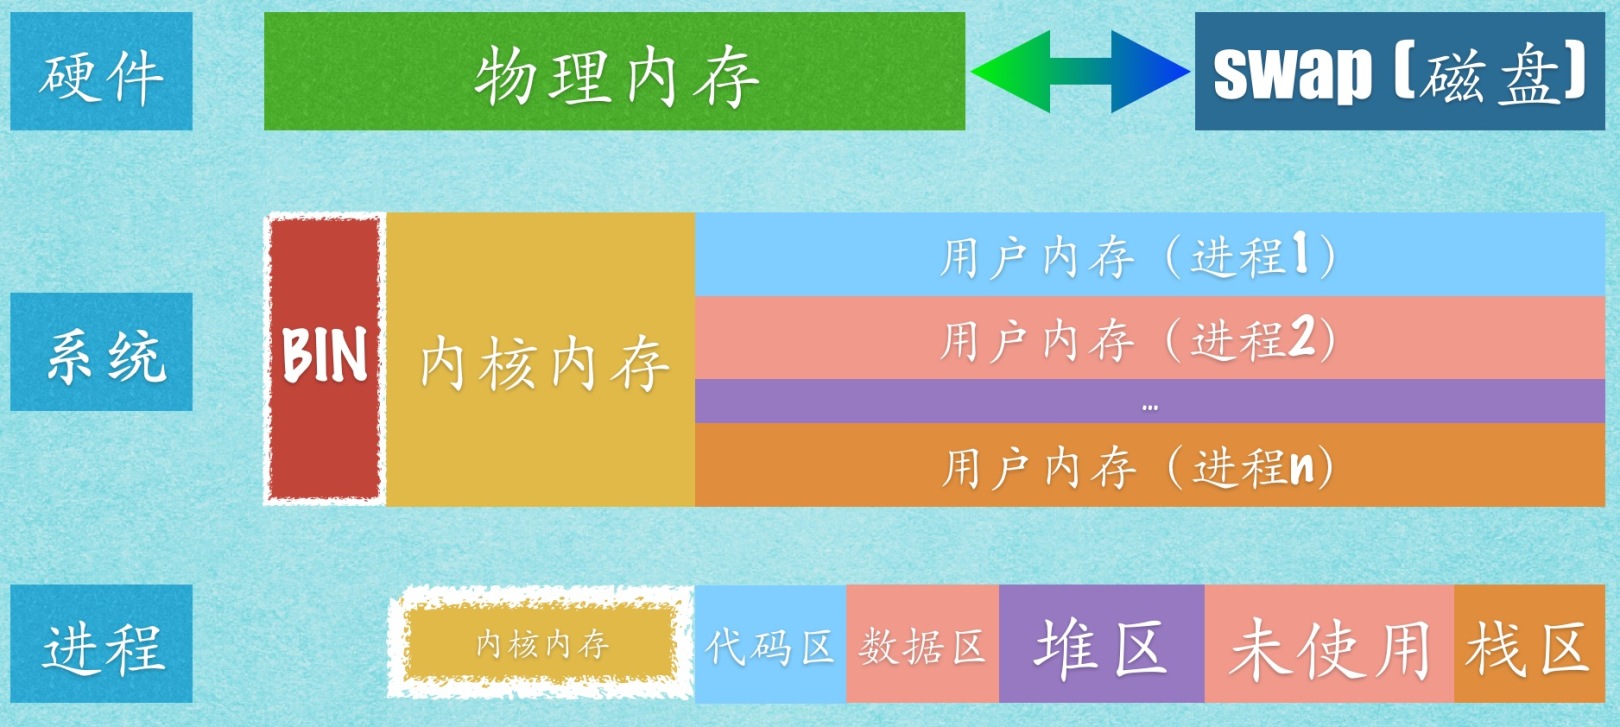 硬件
物理内存
swap (磁盘)
系统
BIN
内核内存
用户内存（进程1）
用户内存（进程2）
...
用户内存（进程n）
进程
内核内存
代码区
数据区
堆区
未使用
栈区